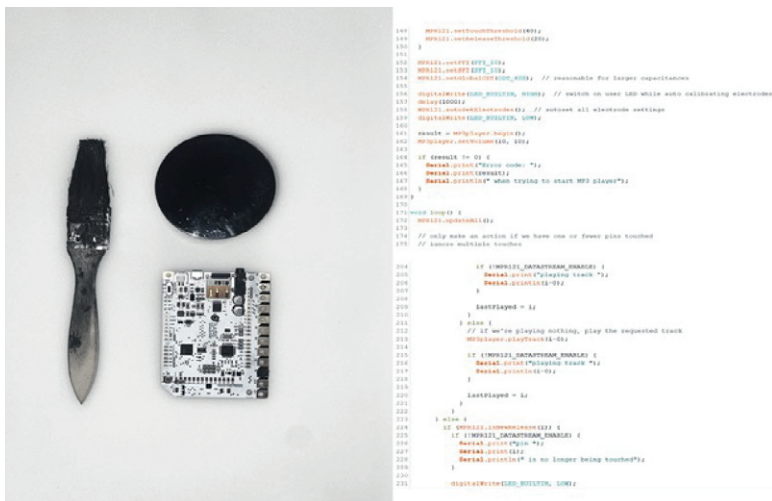 148 MPR121.setTouchThreshold(40);
149 MPR121.setReleaseThreshold(20);
150 }
151
152 MPR121.setFFI(FFI_10);
153 MPR121.setSFI(SFI_10);
154 MPR121.setGlobalCDT(CDT_4US); // reasonable for larger capacitances
155
156 digitalWrite(LED_BUILTIN, HIGH); // switch on user LED while auto calibrating electrodes
157 delay(1000);
158 MPR121.autoSetElectrodes(); // autoset all electrode settings
159 digitalWrite(LED_BUILTIN, LOW);
160
161 result = MP3player.begin();
162 MP3player.setVolume(10, 10);
163
164 if (result != 0) {
165 Serial.print("Error code: ");
166 Serial.print(result);
167 Serial.println(" when trying to start MP3 player");
168 }
169 }
170
171 void loop() {
172 MPR121.updateAll();
173
174 // only make an action if we have one or fewer pins touched
175 // ignore multiple touches
204 if (!MPR121_DATASTREAM_ENABLE) {
205 Serial.print("playing track ");
206 Serial.println(i-0);
207 }
208
209 lastPlayed = i;
210 }
211 } else {
212 // if we're playing nothing, play the requested track
213 MP3player.playTrack(i-0);
214
215 if (!MPR121_DATASTREAM_ENABLE) {
216 Serial.print("playing track ");
217 Serial.println(i-0);
218 }
219
220 lastPlayed = i;
221 }
222 }
223 } else {
224 if (MPR121.isNewRelease(i)) {
225 if (!MPR121_DATASTREAM_ENABLE) {
226 Serial.print("pin ");
227 Serial.print(i);
228 Serial.println(" is no longer being touched");
229 }
230
231 digitalWrite(LED_BUILTIN, LOW);